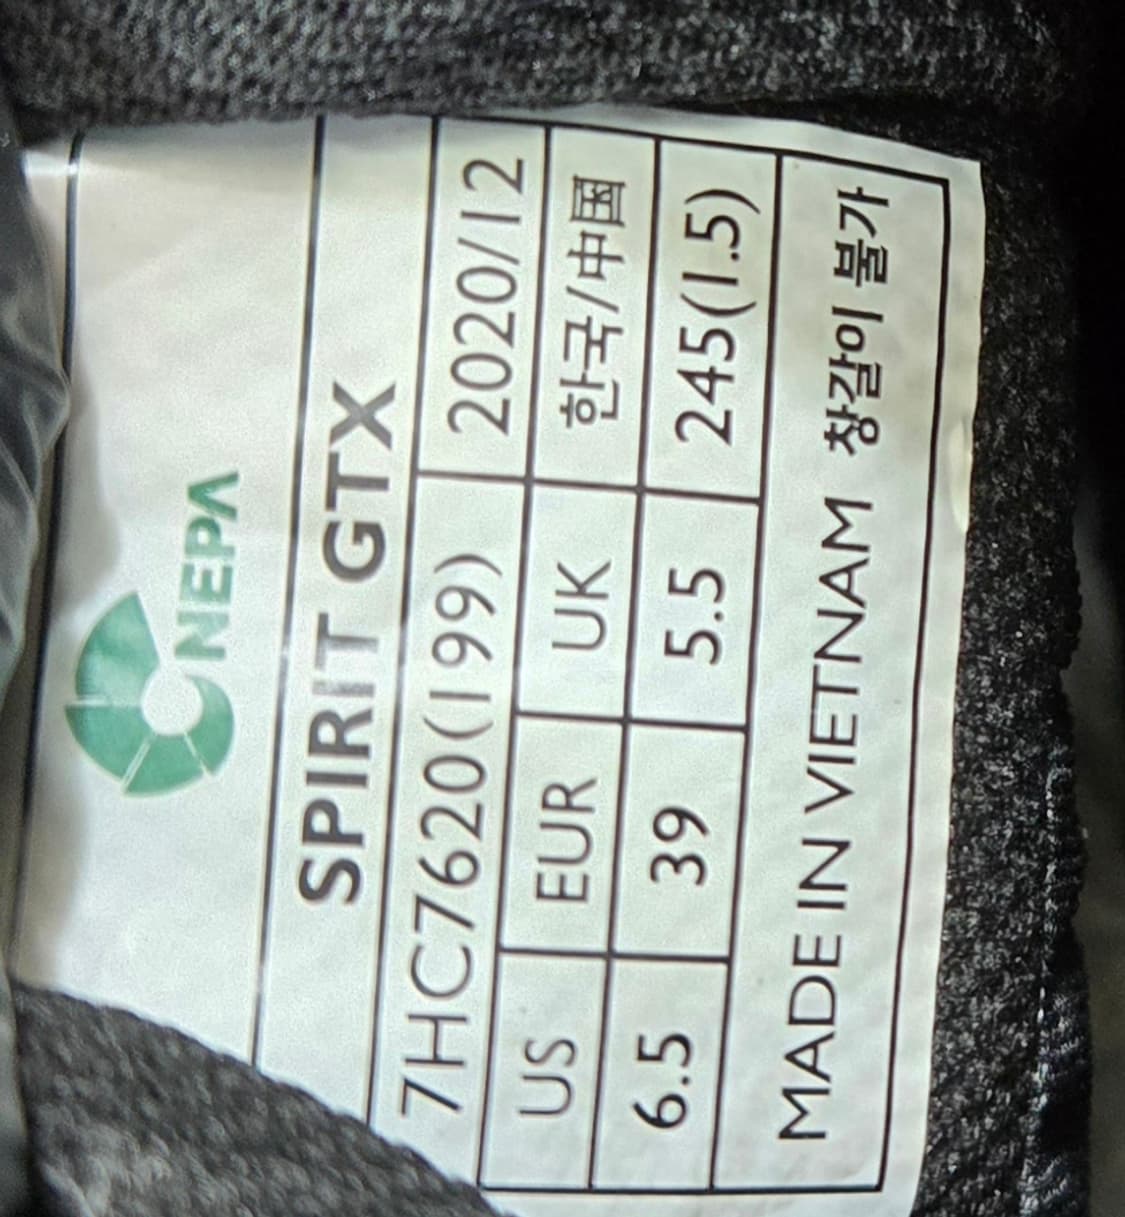 NEPA
SPIRIT GTX
7HC7620(199) 2020/12
US EUR UK 한국/中国
6.5 39 5.5 245(1.5)
MADE IN VIETNAM 창갈이 불가